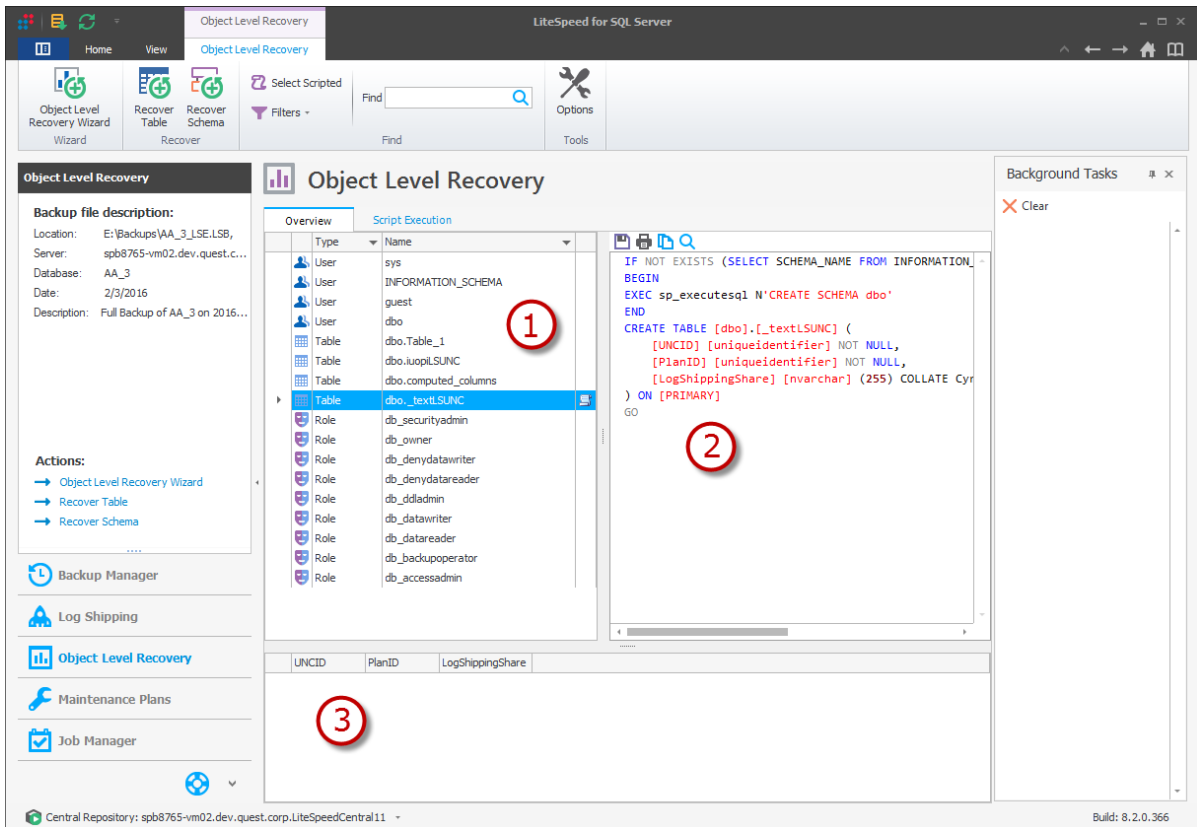 Object Level Recovery
LiteSpeed for SQL Server
Home View Object Level Recovery
Object Level Recovery Wizard
Recover Table
Recover Schema
Select Scripted
Filters
Find
Options
Wizard Recover Find Tools
Object Level Recovery
Backup file description:
Location: E:\Backups\AA_3_LSE.LSB,
Server: spb8765-vm02.dev.quest.c...
Database: AA_3
Date: 2/3/2016
Description: Full Backup of AA_3 on 2016...
Actions:
Object Level Recovery Wizard
Recover Table
Recover Schema
Backup Manager
Log Shipping
Object Level Recovery
Maintenance Plans
Job Manager
Object Level Recovery
Overview Script Execution
Type Name
User sys
User INFORMATION_SCHEMA
User guest
User dbo
Table dbo.Table_1
Table dbo.iuopiLSUNC
Table dbo.computed_columns
Table dbo._textLSUNC
Role db_securityadmin
Role db_owner
Role db_denydatawriter
Role db_denydatareader
Role db_ddladmin
Role db_datawriter
Role db_datareader
Role db_backupoperator
Role db_accessadmin
1
IF NOT EXISTS (SELECT SCHEMA_NAME FROM INFORMATION_
BEGIN
EXEC sp_executesql N'CREATE SCHEMA dbo'
END
CREATE TABLE [dbo].[_textLSUNC] (
[UNCID] [uniqueidentifier] NOT NULL,
[PlanID] [uniqueidentifier] NOT NULL,
[LogShippingShare] [nvarchar] (255) COLLATE Cyr
) ON [PRIMARY]
GO
2
UNCID PlanID LogShippingShare
3
Background Tasks
Clear
Central Repository: spb8765-vm02.dev.quest.corp.LiteSpeedCentral11
Build: 8.2.0.366